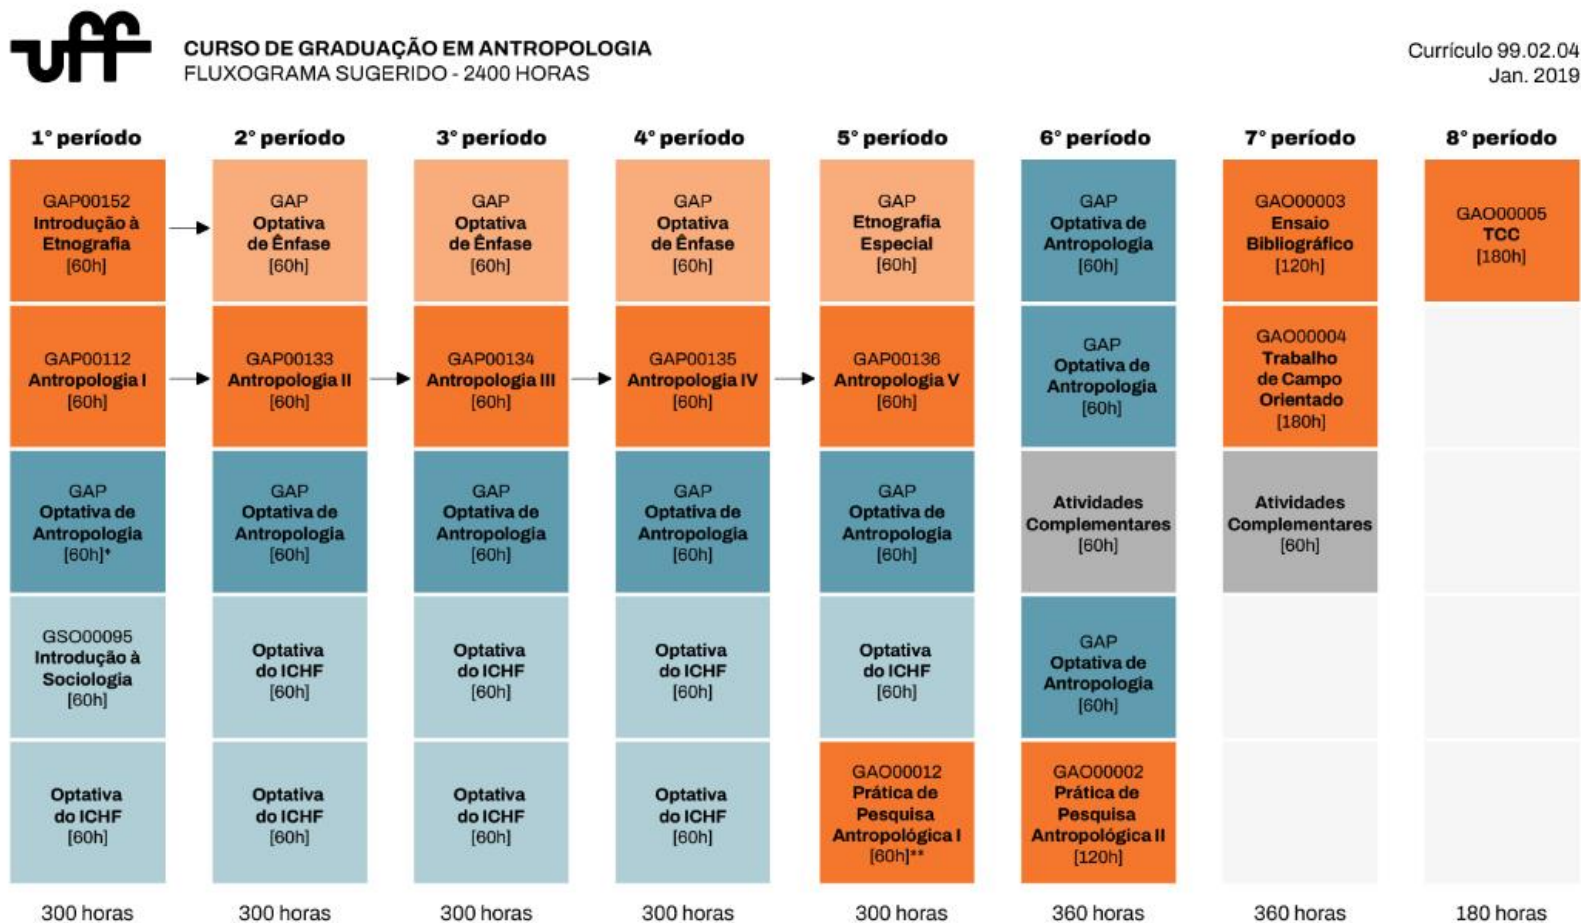 uff
CURSO DE GRADUAÇÃO EM ANTROPOLOGIA
FLUXOGRAMA SUGERIDO - 2400 HORAS
Currículo 99.02.04
Jan. 2019
1° período
2° período
3° período
4° período
5° período
6° período
7° período
8° período
GAP00152
Introdução à
Etnografia
[60h]
GAP
Optativa
de Ênfase
[60h]
GAP
Optativa
de Ênfase
[60h]
GAP
Optativa
de Ênfase
[60h]
GAP
Etnografia
Especial
[60h]
GAP
Optativa de
Antropologia
[60h]
GAO00003
Ensaio
Bibliográfico
[120h]
GAO00005
TCC
[180h]
GAP00112
Antropologia I
[60h]
GAP00133
Antropologia II
[60h]
GAP00134
Antropologia III
[60h]
GAP00135
Antropologia IV
[60h]
GAP00136
Antropologia V
[60h]
GAP
Optativa de
Antropologia
[60h]
GAO00004
Trabalho
de Campo
Orientado
[180h]
GAP
Optativa de
Antropologia
[60h]*
GAP
Optativa de
Antropologia
[60h]
GAP
Optativa de
Antropologia
[60h]
GAP
Optativa de
Antropologia
[60h]
GAP
Optativa de
Antropologia
[60h]
Atividades
Complementares
[60h]
Atividades
Complementares
[60h]
GSO00095
Introdução à
Sociologia
[60h]
Optativa
do ICHF
[60h]
Optativa
do ICHF
[60h]
Optativa
do ICHF
[60h]
Optativa
do ICHF
[60h]
GAP
Optativa de
Antropologia
[60h]
Optativa
do ICHF
[60h]
Optativa
do ICHF
[60h]
Optativa
do ICHF
[60h]
Optativa
do ICHF
[60h]
GAO00012
Prática de
Pesquisa
Antropológica I
[60h]**
GAO00002
Prática de
Pesquisa
Antropológica II
[120h]
300 horas
300 horas
300 horas
300 horas
300 horas
360 horas
360 horas
180 horas